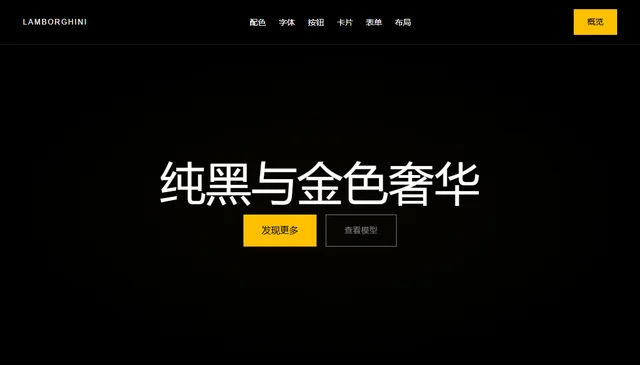 LAMBORGHINI
配色 字体 按钮 卡片 表单 布局
概览
纯黑与金色奢华
发现更多
查看模型